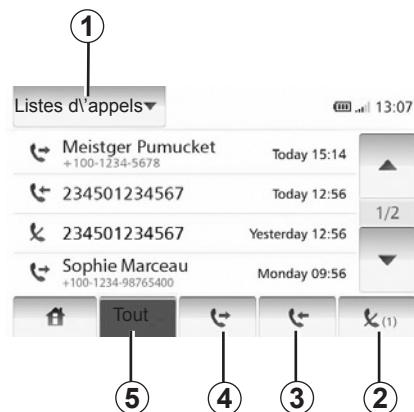 1
Listes d\'appels
13:07
Meistger Pumucket
Today 15:14
+100-1234-5678
234501234567
Today 12:56
1/2
234501234567
Yesterday 12:56
Sophie Marceau
Monday 09:56
+100-1234-98765400
Tout
(1)
5
4
3
2